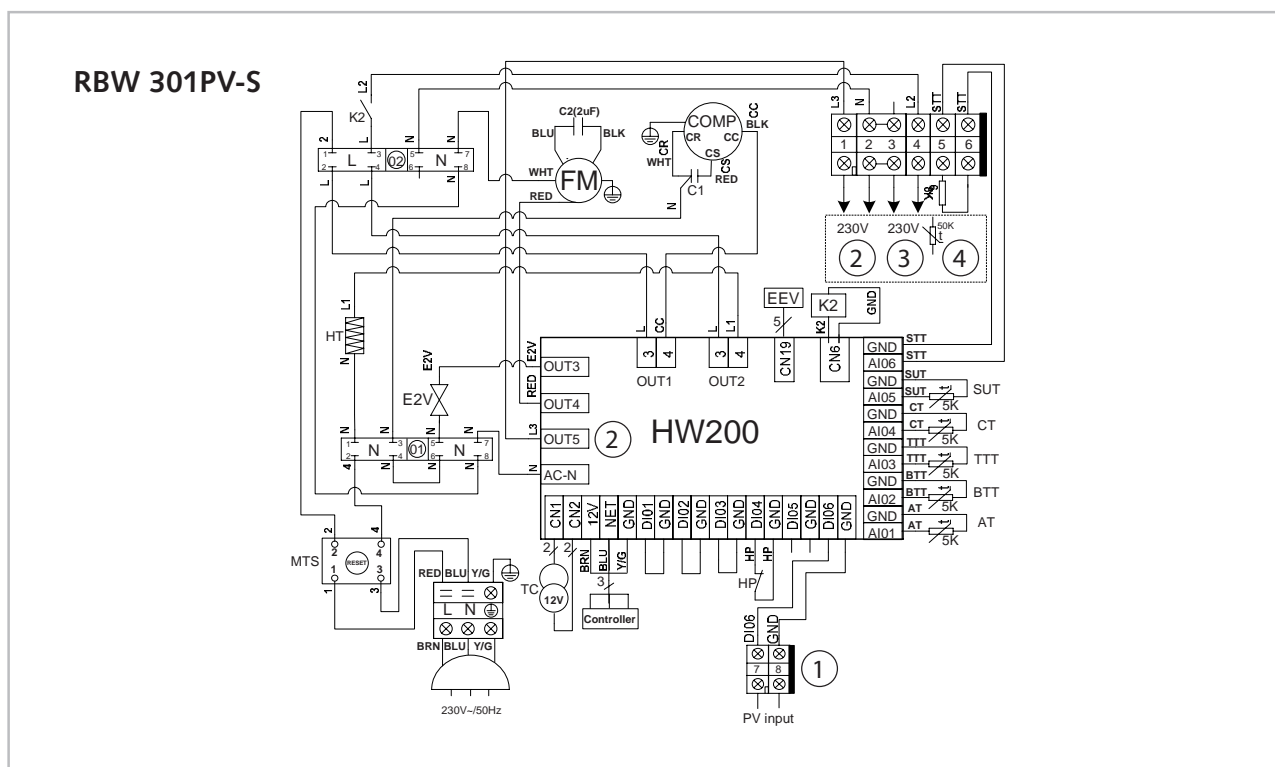 RBW 301PV-S
L2
K2
2 L N N
1 3 5 7
L 02 N
2 4 6 8
L L N
C2(2uF)
BLU BLK
WHT
FM
RED
COMP
CR CC
CS
CC
BLK
CR
WHT
CS
RED
C1
N
L3 N L2 STT STT
1 2 3 4 5 6
K8
6
230V 230V 50K
t
2 3 4
L1
HT
N
E2V
E2V
N N N N
1 3 5 7
N 01 N
2 4 6 8
4 N N N
E2V
RED
L3
N
OUT3
OUT4
OUT5
AC-N
2
HW200
L CC L L1
3 4 3 4
OUT1 OUT2
EEV
5
CN19
K2
K2
GND
CN6
GND STT
AI06 STT
GND SUT
AI05 SUT t 5K SUT
GND CT
AI04 CT t 5K CT
GND TTT
AI03 TTT t 5K TTT
GND BTT
AI02 BTT t 5K BTT
GND AT
AI01 AT t 5K AT
CN1 CN2 12V NET GND DI01 GND DI02 GND DI03 GND DI04 GND DI05 GND DI06 GND
2 2 BRN BLU Y/G
3
TC
12V
Controller
HP HP
HP
DI06 GND
7 8
1
PV input
2 4
2 4
MTS RESET
1 3
1 3
RED BLU Y/G
L N
BRN BLU Y/G
230V~/50Hz